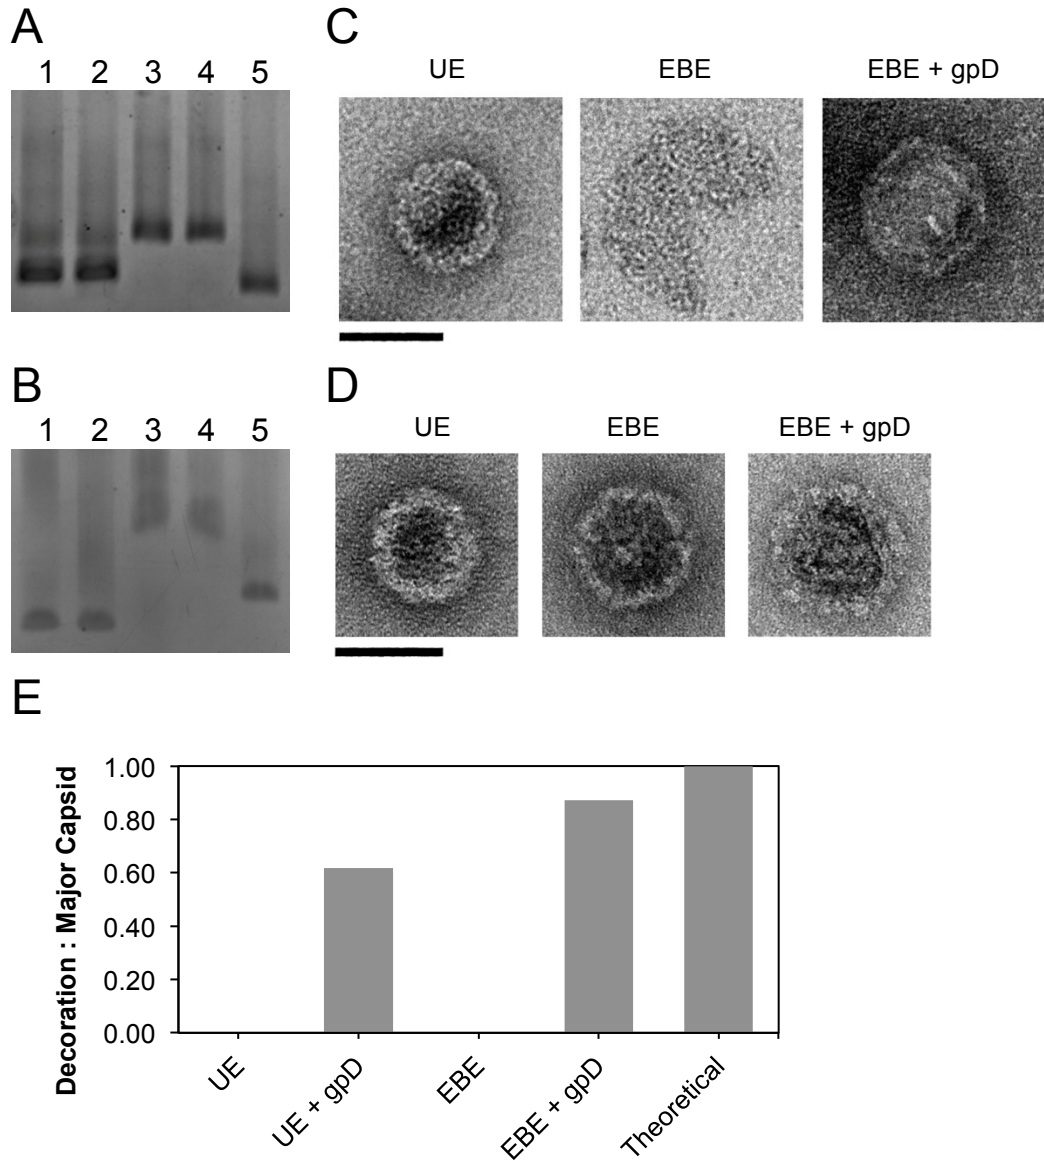 A
1 2 3 4 5
C
UE EBE EBE + gpD
B
1 2 3 4 5
D
UE EBE EBE + gpD
E
Decoration : Major Capsid
1.00
0.80
0.60
0.40
0.20
0.00
UE
UE + gpD
EBE
EBE + gpD
Theoretical